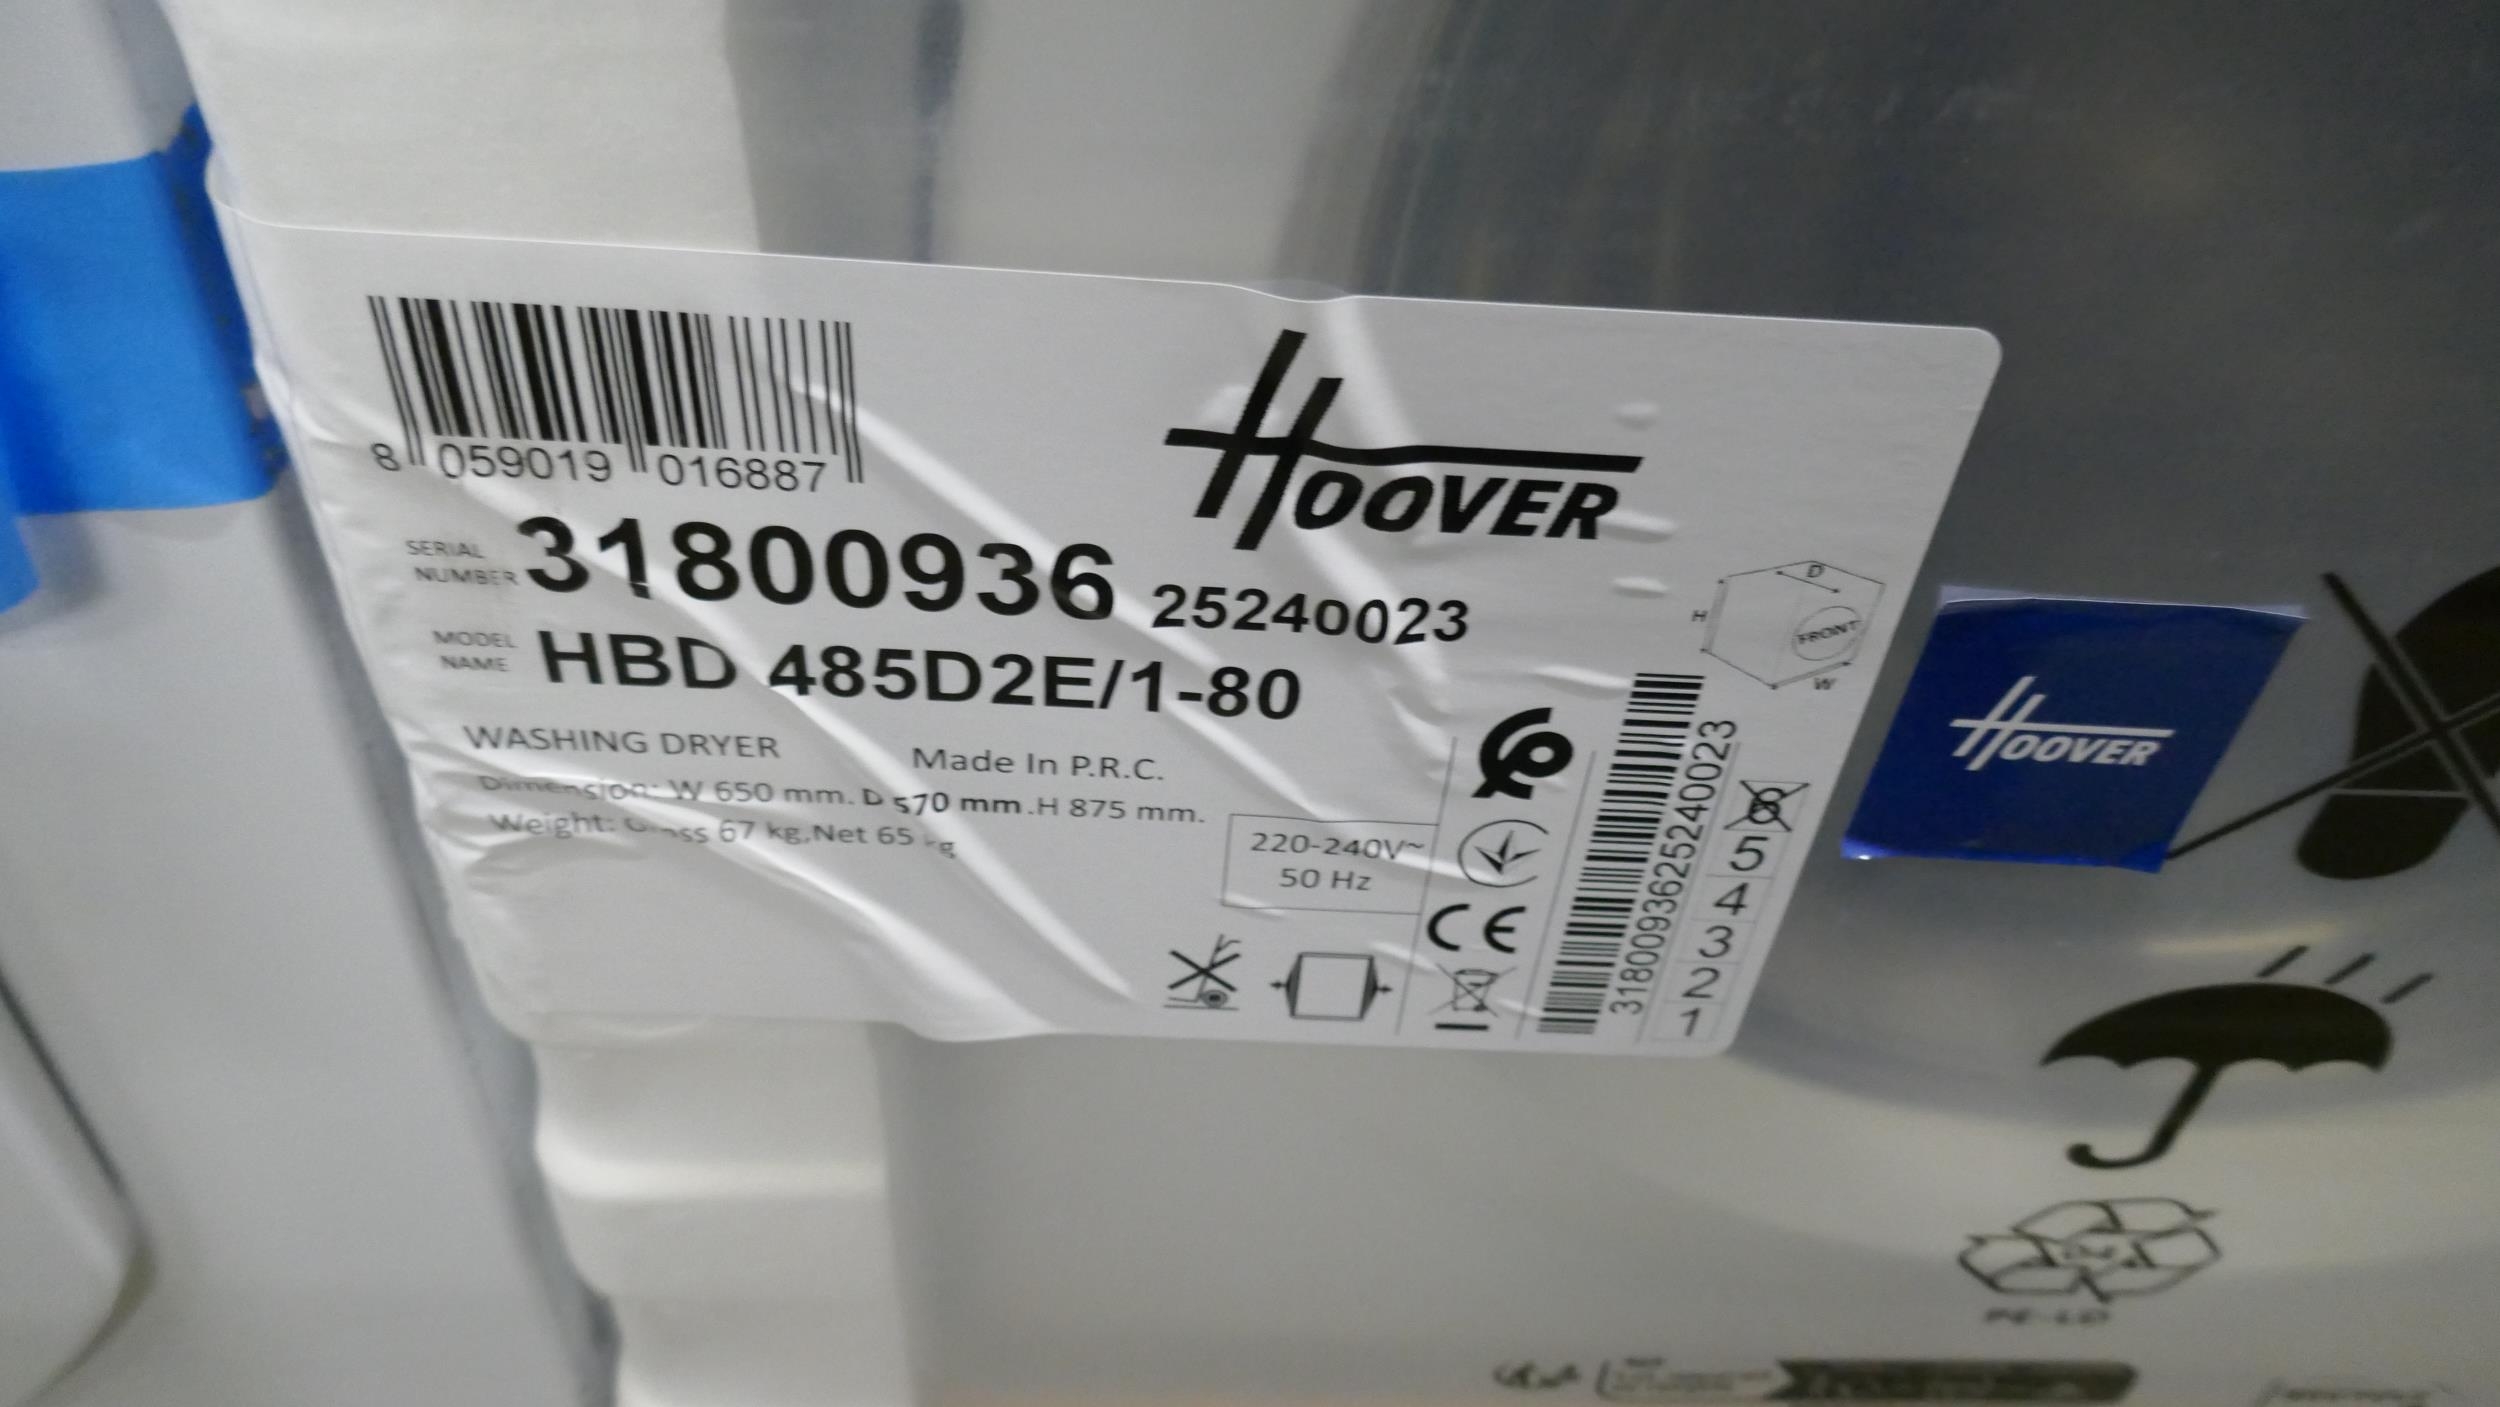 8 059019 016887
HOOVER
SERIAL
NUMBER
31800936 25240023
MODEL
NAME
HBD 485D2E/1-80
WASHING DRYER
Made In P.R.C.
Dimension: W 650 mm. D 570 mm.H 875 mm.
Weight: Gross 67 kg,Net 65 kg
220-240V~
50 Hz
CE
3180093625240023
D
H
FRONT
W
6
5
4
3
2
1
HOOVER
PE-LD